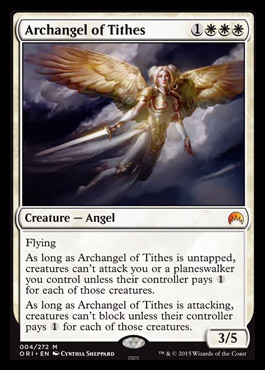 Archangel of Tithes 1
Creature — Angel
Flying
As long as Archangel of Tithes is untapped,
creatures can't attack you or a planeswalker
you control unless their controller pays 1
for each of those creatures.
As long as Archangel of Tithes is attacking,
creatures can't block unless their controller
pays 1 for each of those creatures.
3/5
004/272 M
ORI • EN Cynthia Sheppard
™ & © 2015 Wizards of the Coast